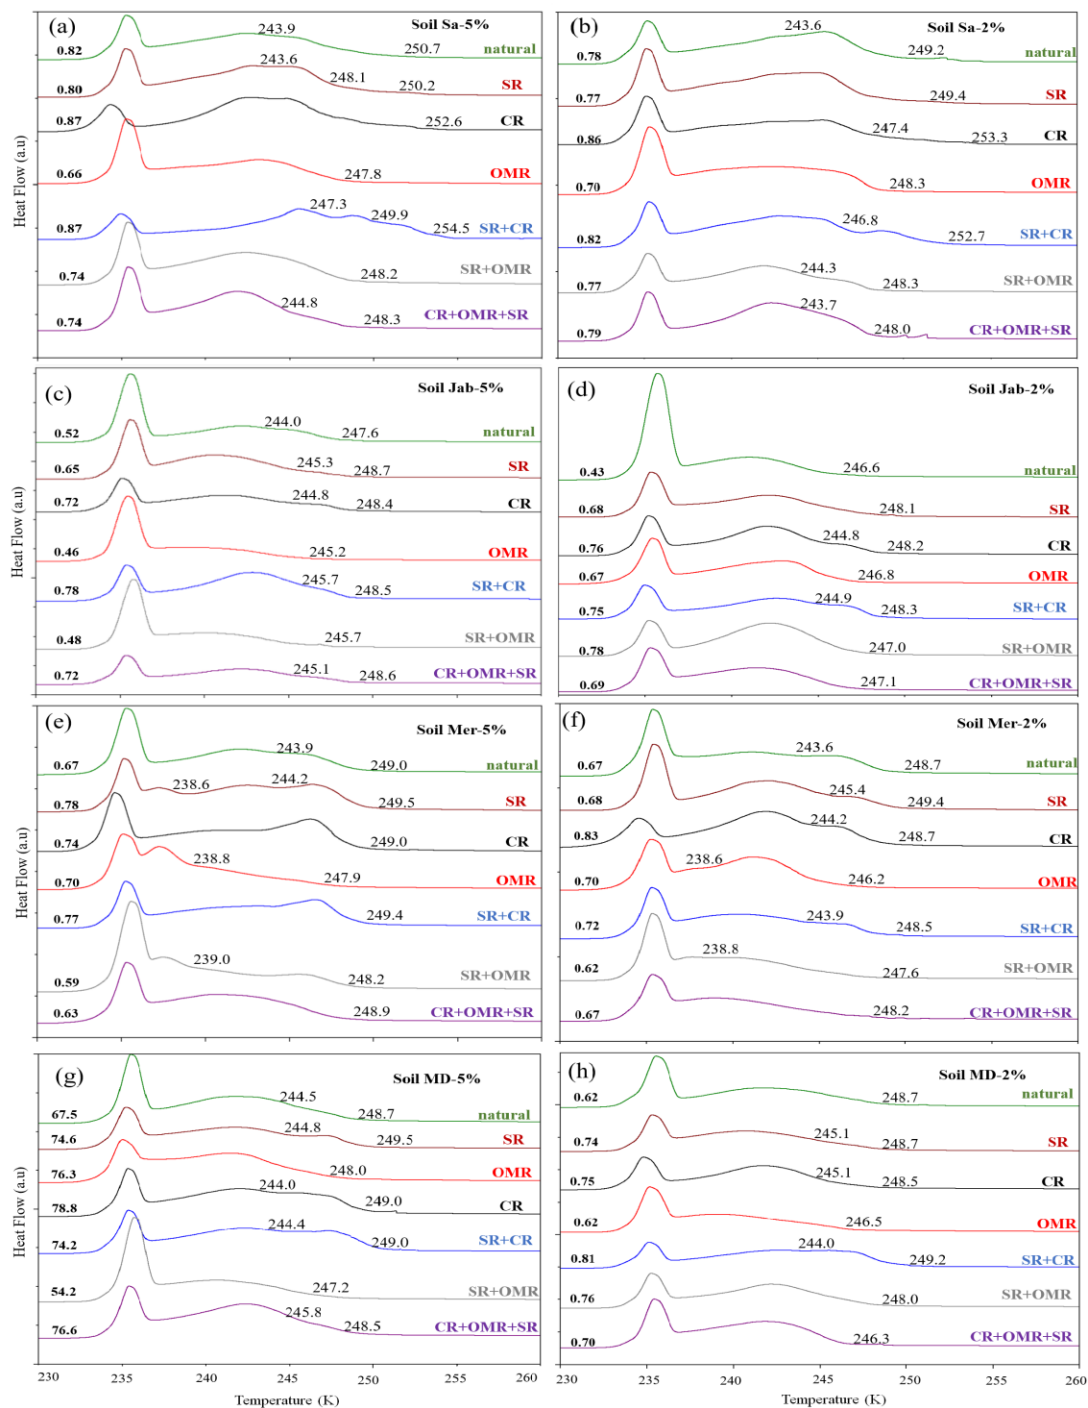 (a)
Soil Sa-5%
243.9
0.82
250.7
natural
243.6
0.80
248.1
250.2
SR
0.87
252.6
CR
0.66
247.8
OMR
247.3
249.9
0.87
254.5
SR+CR
0.74
248.2
SR+OMR
244.8
0.74
248.3
CR+OMR+SR
230
235
240
245
250
255
260
Heat Flow (a.u)
(b)
Soil Sa-2%
243.6
0.78
249.2
natural
0.77
249.4
SR
0.86
247.4
253.3
CR
0.70
248.3
OMR
246.8
0.82
252.7
SR+CR
244.3
0.77
248.3
SR+OMR
243.7
0.79
248.0
CR+OMR+SR
230
235
240
245
250
255
260
(c)
Soil Jab-5%
244.0
0.52
247.6
natural
0.65
245.3
248.7
SR
0.72
244.8
248.4
CR
0.46
245.2
OMR
0.78
245.7
248.5
SR+CR
0.48
245.7
SR+OMR
0.72
245.1
248.6
CR+OMR+SR
Heat Flow (a.u)
(d)
Soil Jab-2%
0.43
246.6
natural
0.68
248.1
SR
0.76
244.8
248.2
CR
0.67
246.8
OMR
0.75
244.9
248.3
SR+CR
0.78
247.0
SR+OMR
0.69
247.1
CR+OMR+SR
(e)
Soil Mer-5%
243.9
0.67
249.0
natural
238.6
244.2
0.78
249.5
SR
0.74
249.0
CR
238.8
0.70
247.9
OMR
0.77
249.4
SR+CR
239.0
0.59
248.2
SR+OMR
0.63
248.9
CR+OMR+SR
Heat Flow (a.u)
(f)
Soil Mer-2%
243.6
0.67
248.7
natural
245.4
0.68
249.4
SR
244.2
0.83
248.7
CR
238.6
0.70
246.2
OMR
243.9
0.72
248.5
SR+CR
238.8
0.62
247.6
SR+OMR
0.67
248.2
CR+OMR+SR
(g)
Soil MD-5%
244.5
67.5
248.7
natural
244.8
74.6
249.5
SR
76.3
248.0
OMR
244.0
78.8
249.0
CR
244.4
74.2
249.0
SR+CR
54.2
247.2
SR+OMR
245.8
76.6
248.5
CR+OMR+SR
230
235
240
245
250
255
260
Temperature (K)
Heat Flow (a.u)
(h)
Soil MD-2%
0.62
248.7
natural
0.74
245.1
248.7
SR
0.75
245.1
248.5
CR
0.62
246.5
OMR
0.81
244.0
249.2
SR+CR
0.76
248.0
SR+OMR
0.70
246.3
CR+OMR+SR
230
235
240
245
250
255
260
Temperature (K)